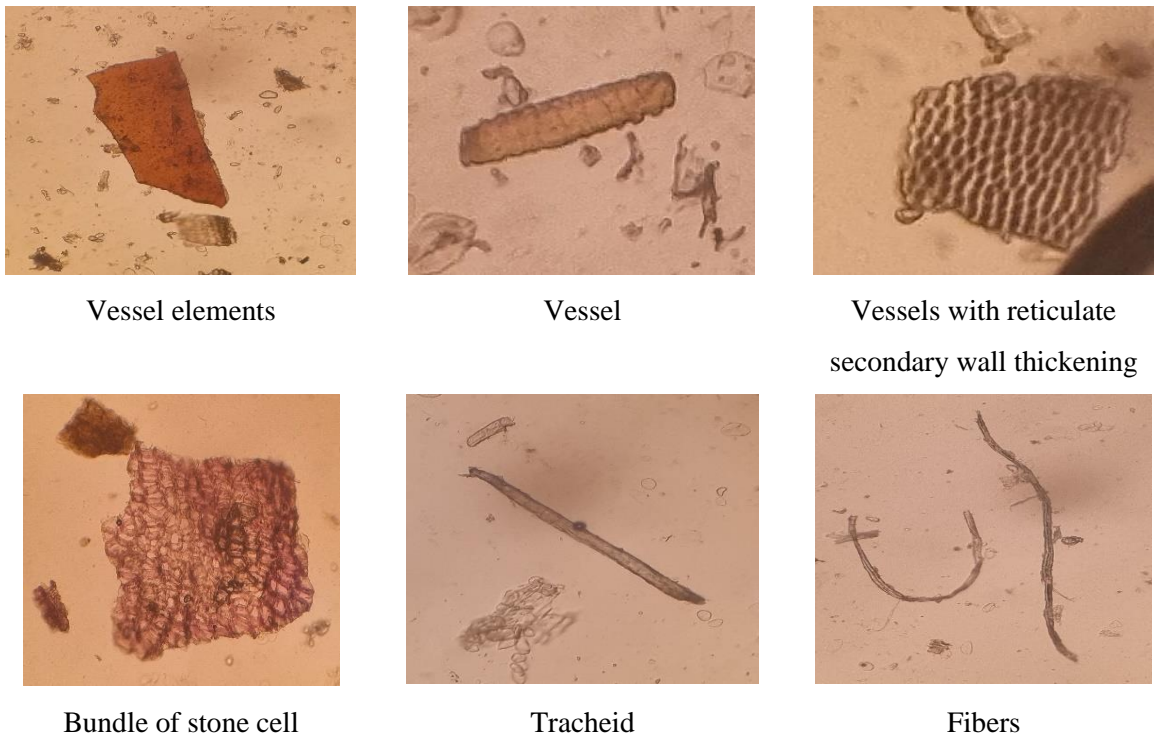 Vessel elements
Vessel
Vessels with reticulate
secondary wall thickening
Bundle of stone cell
Tracheid
Fibers